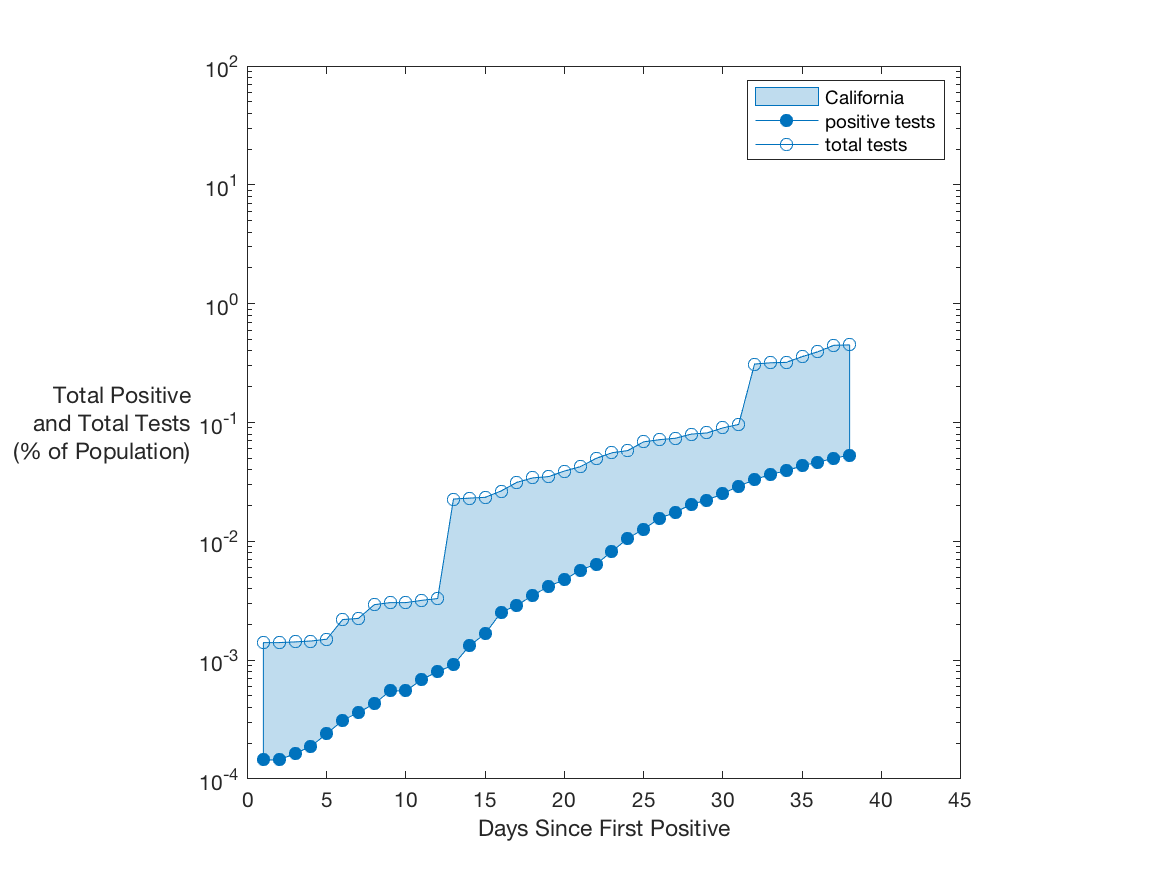 10^2
10^1
10^0
10^-1
10^-2
10^-3
10^-4
Total Positive
and Total Tests
(% of Population)
California
positive tests
total tests
0 5 10 15 20 25 30 35 40 45
Days Since First Positive